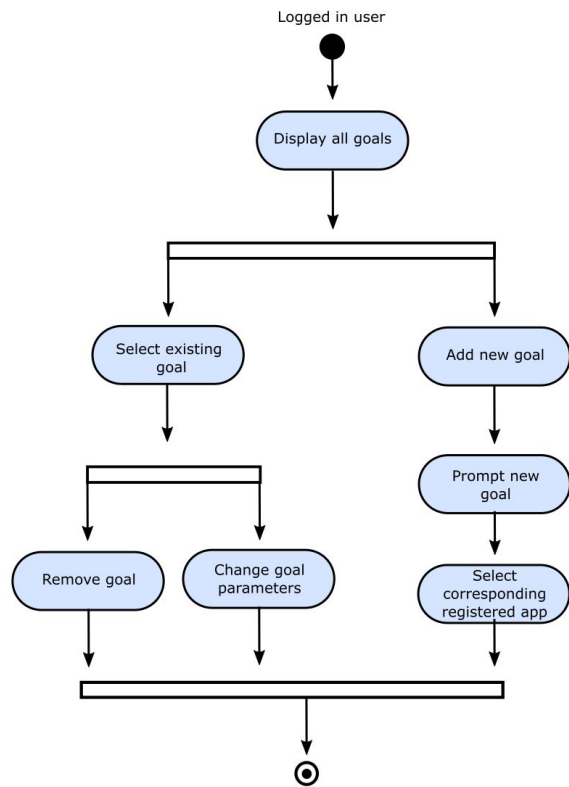 Logged in user
Display all goals
Select existing
goal
Add new goal
Prompt new
goal
Remove goal
Change goal
parameters
Select
corresponding
registered app